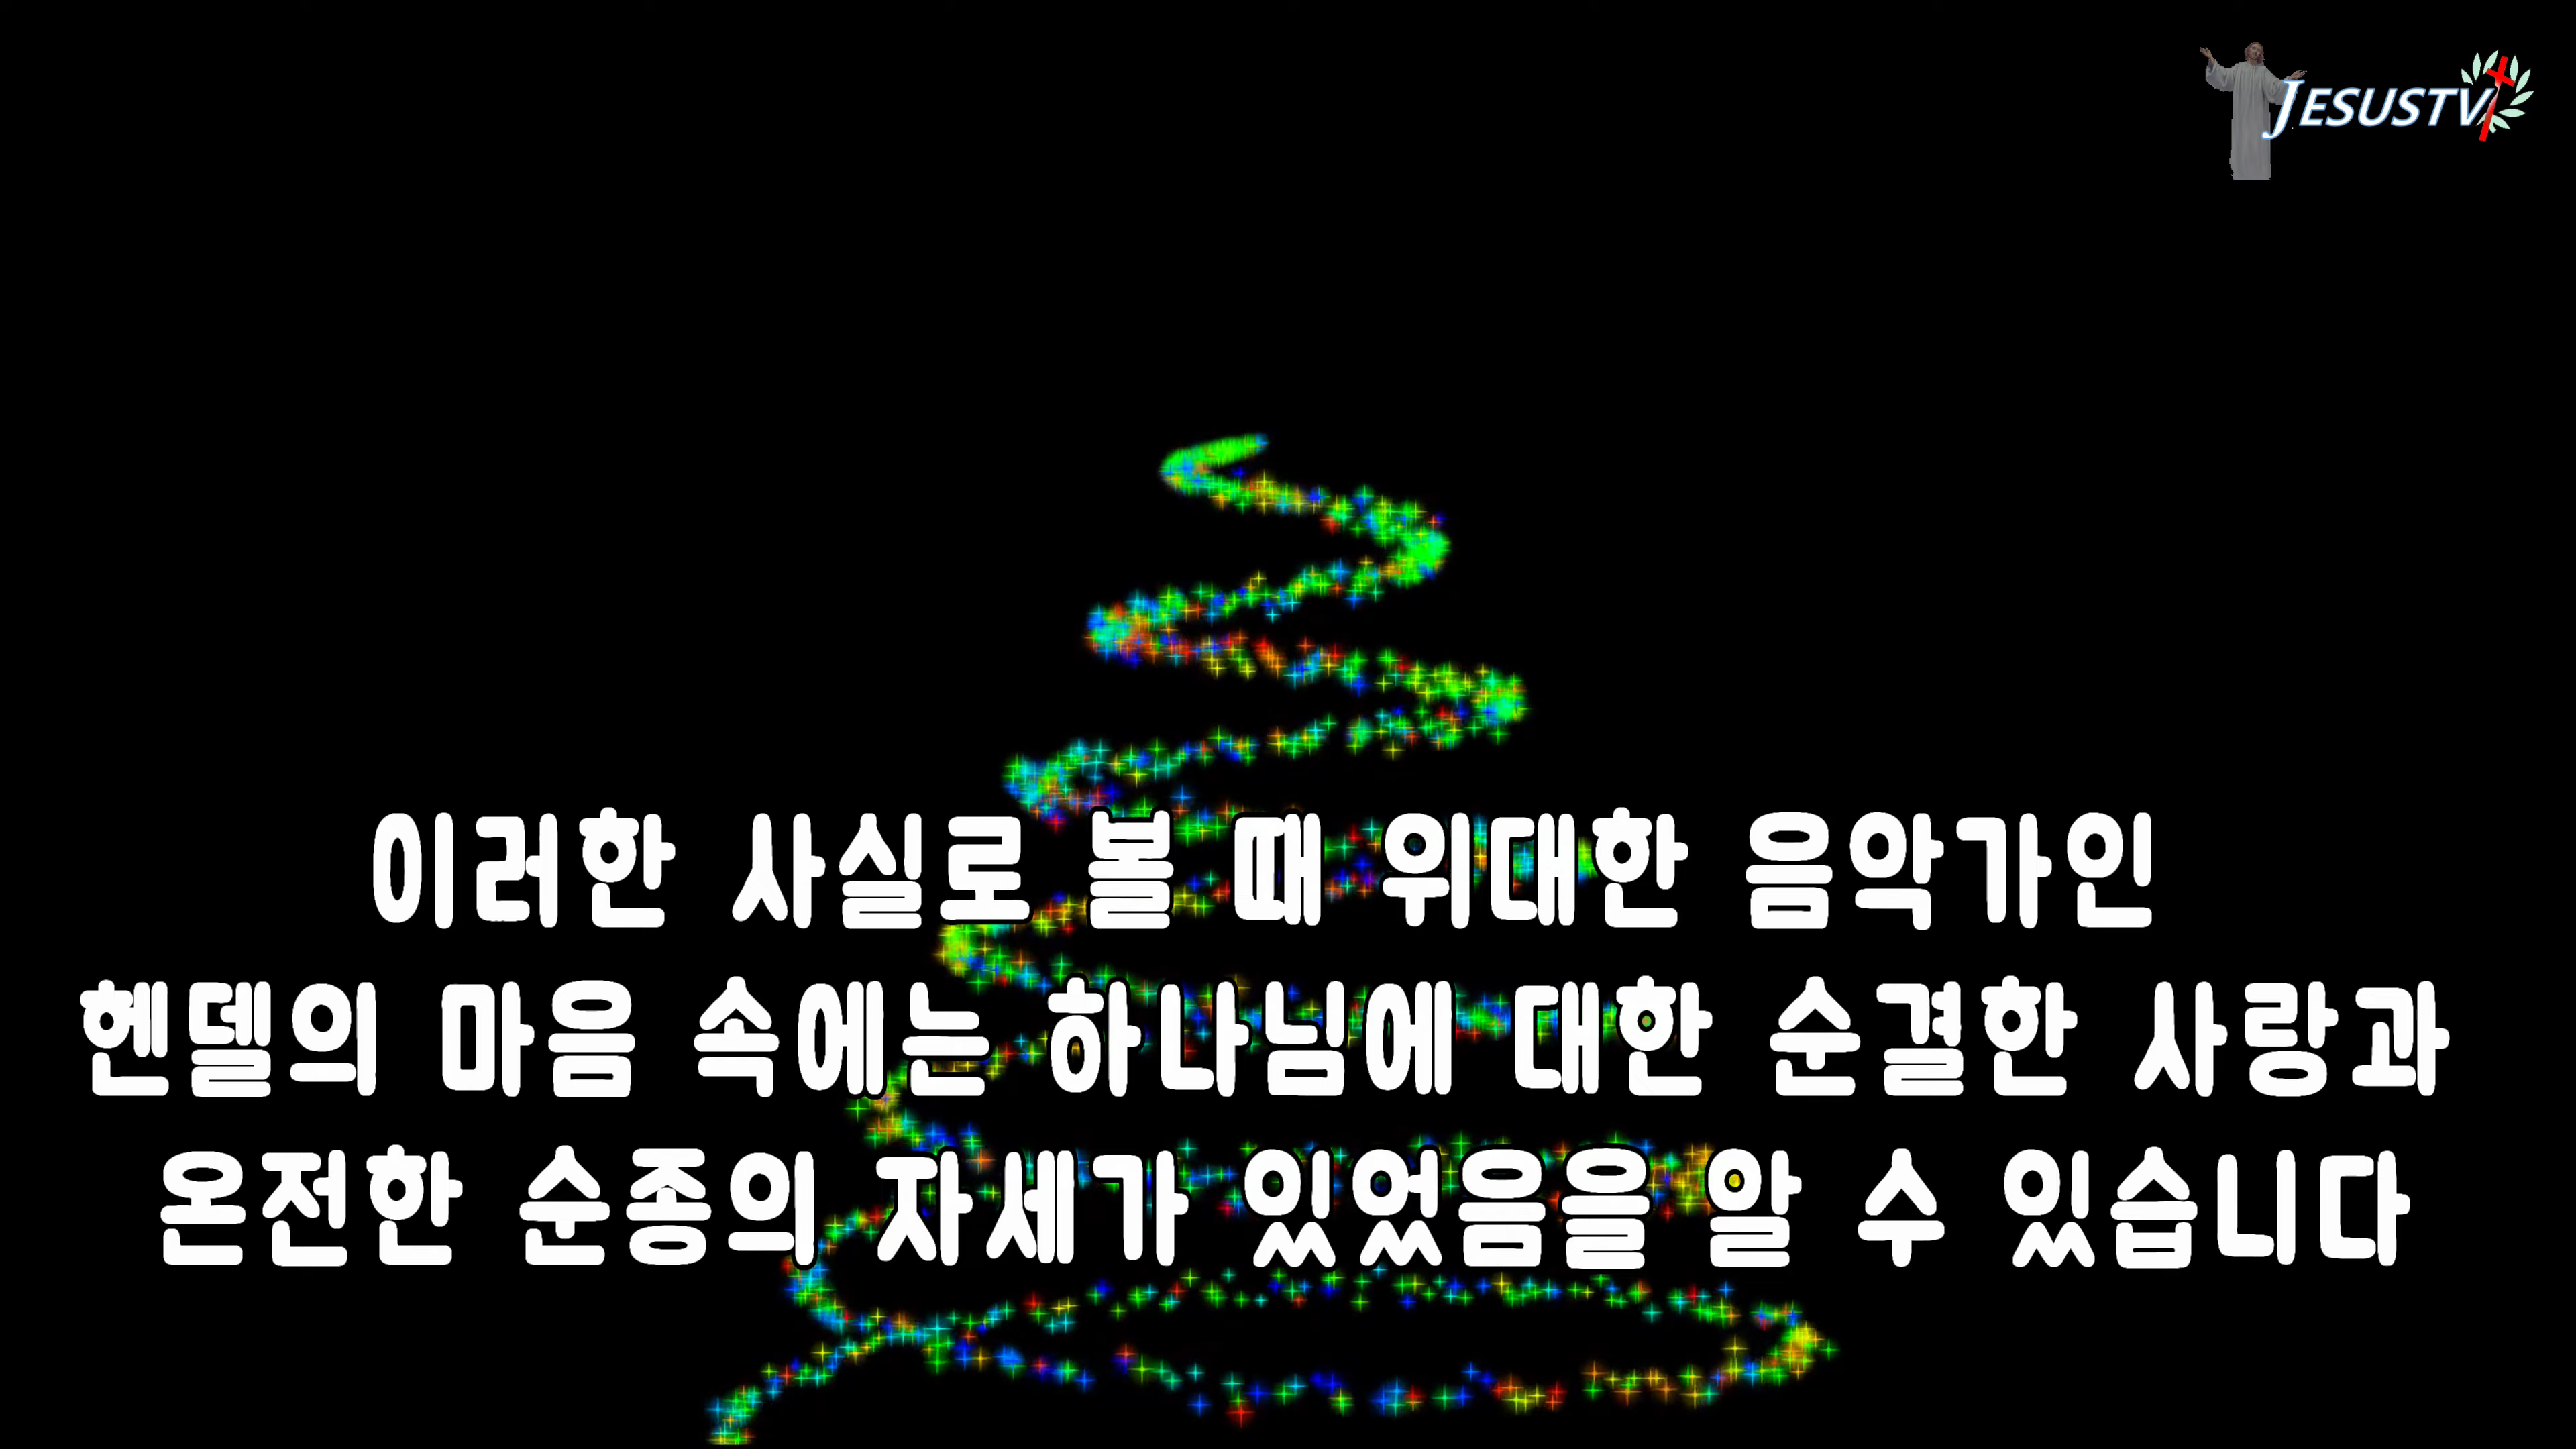 JESUSTV
이러한 사실로 볼 때 위대한 음악가인
헨델의 마음 속에는 하나님에 대한 순결한 사랑과
온전한 순종의 자세가 있었음을 알 수 있습니다